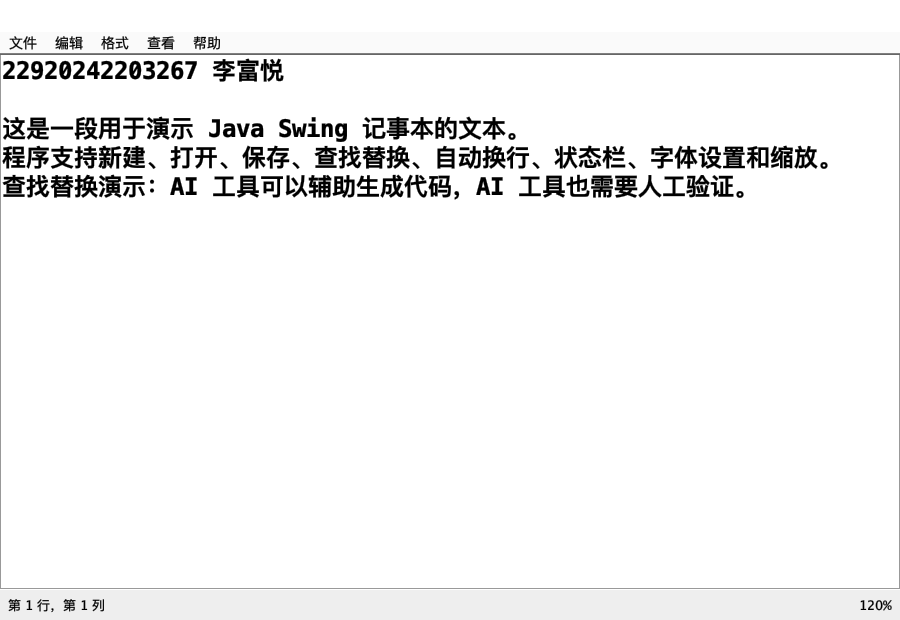 文件 编辑 格式 查看 帮助
22920242203267 李富悦
这是一段用于演示 Java Swing 记事本的文本。
程序支持新建、打开、保存、查找替换、自动换行、状态栏、字体设置和缩放。
查找替换演示：AI 工具可以辅助生成代码，AI 工具也需要人工验证。
第 1 行，第 1 列 120%